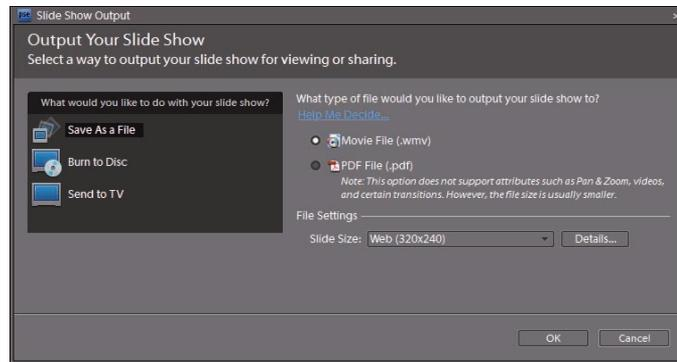 pse Slide Show Output
Output Your Slide Show
Select a way to output your slide show for viewing or sharing.
What would you like to do with your slide show?
Save As a File
Burn to Disc
Send to TV
What type of file would you like to output your slide show to?
Help Me Decide...
Movie File (.wmv)
PDF File (.pdf)
Note: This option does not support attributes such as Pan & Zoom, videos,
and certain transitions. However, the file size is usually smaller.
File Settings
Slide Size: Web (320x240) Details...
OK Cancel